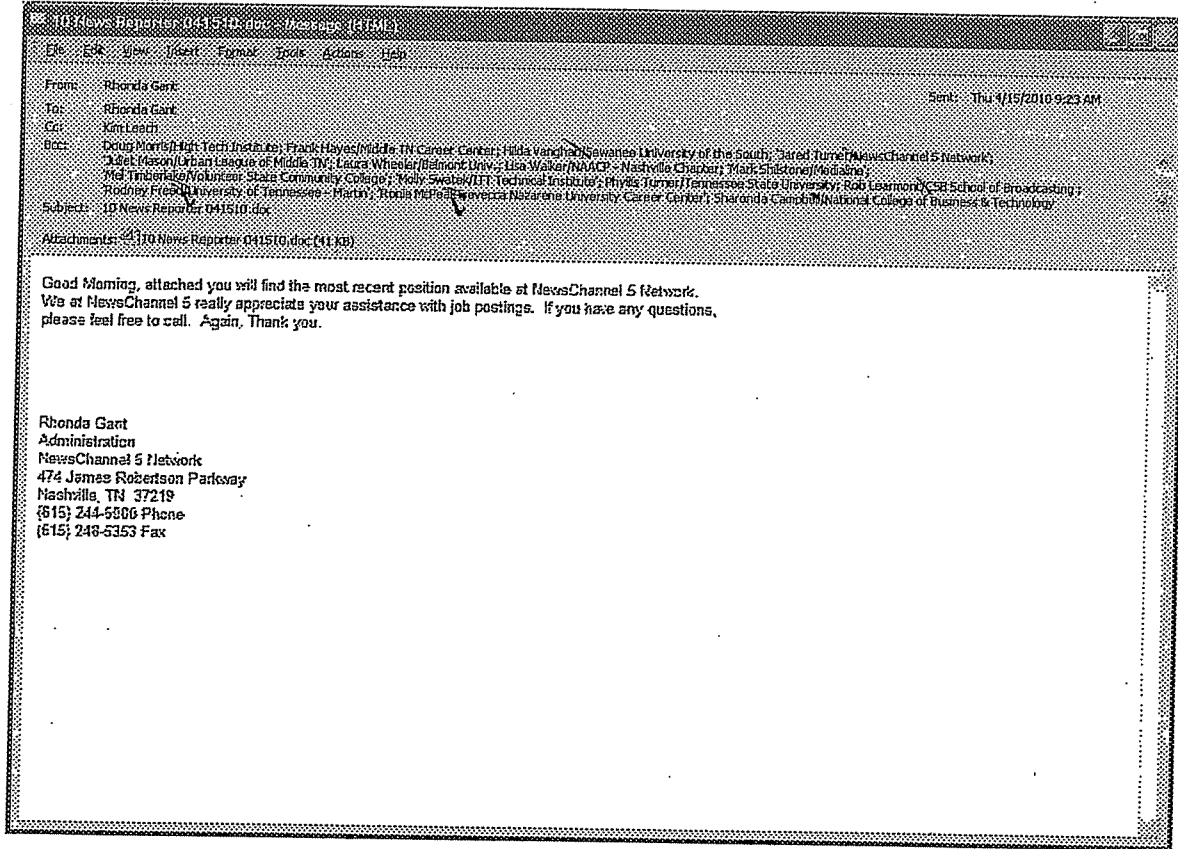 10 News Reporter 041510.doc - Message (HTML)
File Edit View Insert Format Tools Actions Help
From: Rhonda Gant
Sent: Thu 4/15/2010 9:23 AM
To: Rhonda Gant
Cc: Kim Leach
Bcc: Doug Morris/High Tech Institute; Frank Hayes/Middle TN Career Center; Hilda Vanghan/Sewanee University of the South; 'Jared Turner/NewsChannel 5 Network';
'Juliet Mason/Urban League of Middle TN'; Laura Wheeler/Belmont Univ.; Lisa Walker/NAACP - Nashville Chapter; 'Mark Shilstone/Medialine';
'Mel Timberlake/Volunteer State Community College'; 'Molly Swatek/ITT Technical Institute'; Phyllis Turner/Tennessee State University; Rob Learmond/CSB School of Broadcasting;
'Rodney Freed/University of Tennessee - Martin'; Nazarene University Career Center'; Sharonda Campbell/National College of Business & Technology
Subject: 10 News Reporter 041510.doc
Attachments: 10 News Reporter 041510.doc (41 KB)
Good Morning, attached you will find the most recent position available at NewsChannel 5 Network.
We at NewsChannel 5 really appreciate your assistance with job postings. If you have any questions,
please feel free to call. Again, Thank you.
Rhonda Gant
Administration
NewsChannel 5 Network
474 James Robertson Parkway
Nashville, TN 37219
(615) 244-5000 Phone
(615) 248-5353 Fax